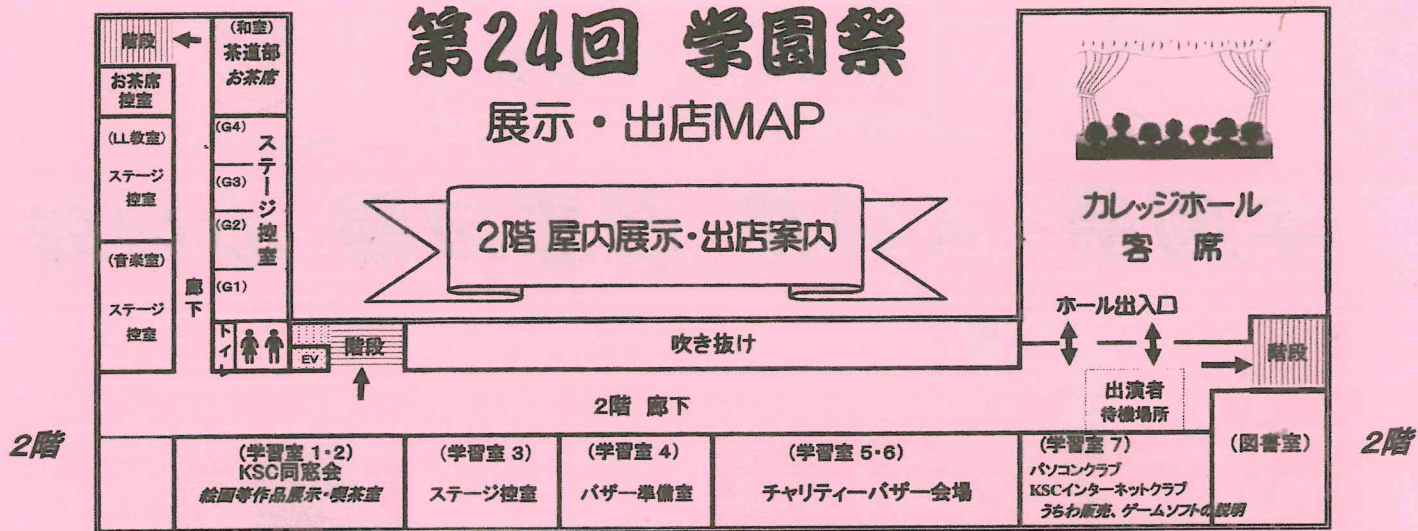 第24回 学園祭
展示・出店MAP
2階 屋内展示・出店案内
階段
お茶席
控室
(LL教室)
ステージ
控室
(音楽室)
ステージ
控室
廊下
(和室)
茶道部
お茶席
(G4)
(G3)
(G2)
(G1)
ステージ控室
トイレ
EV
階段
吹き抜け
カレッジホール
客 席
ホール出入口
階段
出演者
待機場所
2階 廊下
2階
(学習室 1・2)
KSC同窓会
絵画等作品展示・喫茶室
(学習室 3)
ステージ控室
(学習室 4)
バザー準備室
(学習室 5・6)
チャリティーバザー会場
(学習室 7)
パソコンクラブ
KSCインターネットクラブ
うちわ販売、ゲームソフトの説明
(図書室)
2階